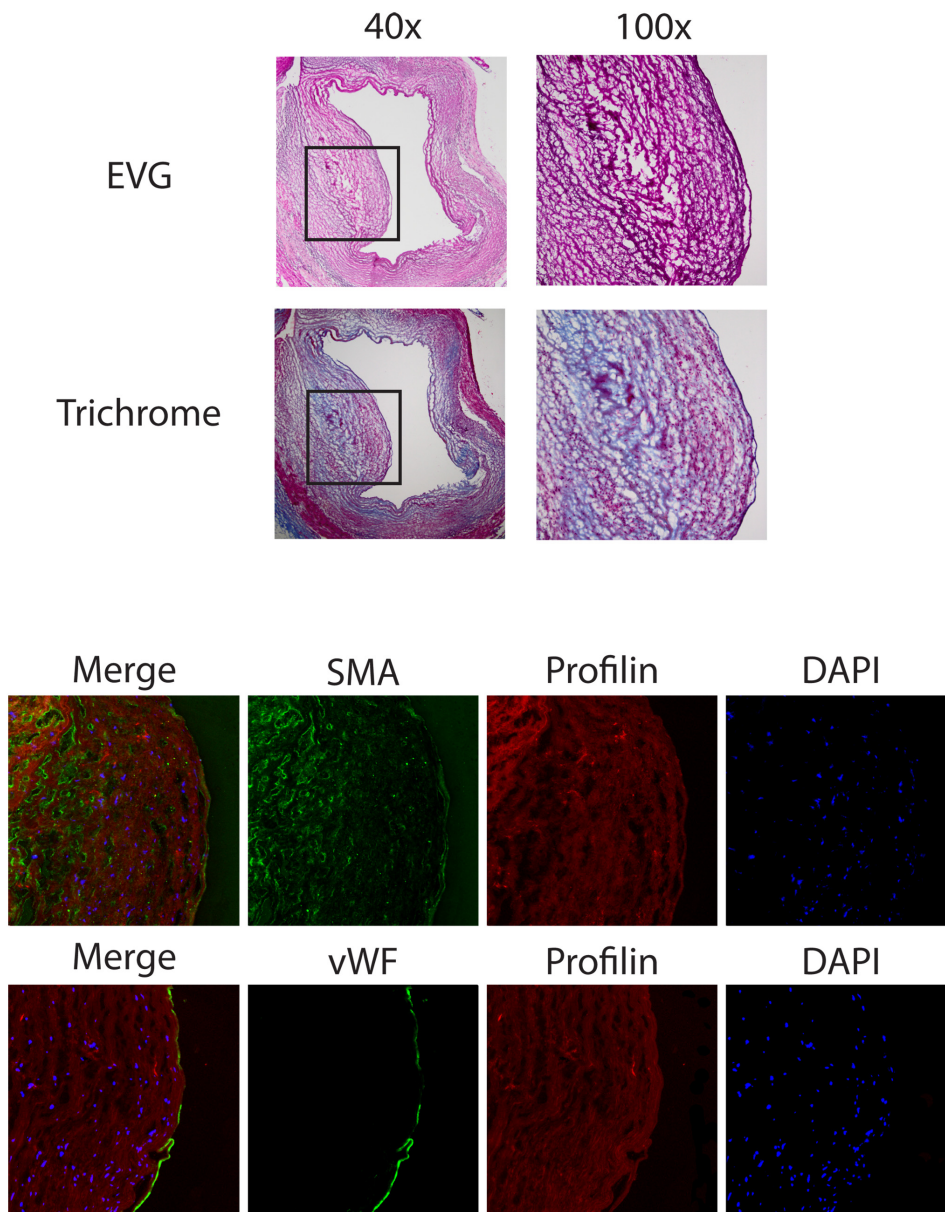 40x 100x
EVG
Trichrome
Merge SMA Profilin DAPI
Merge vWF Profilin DAPI